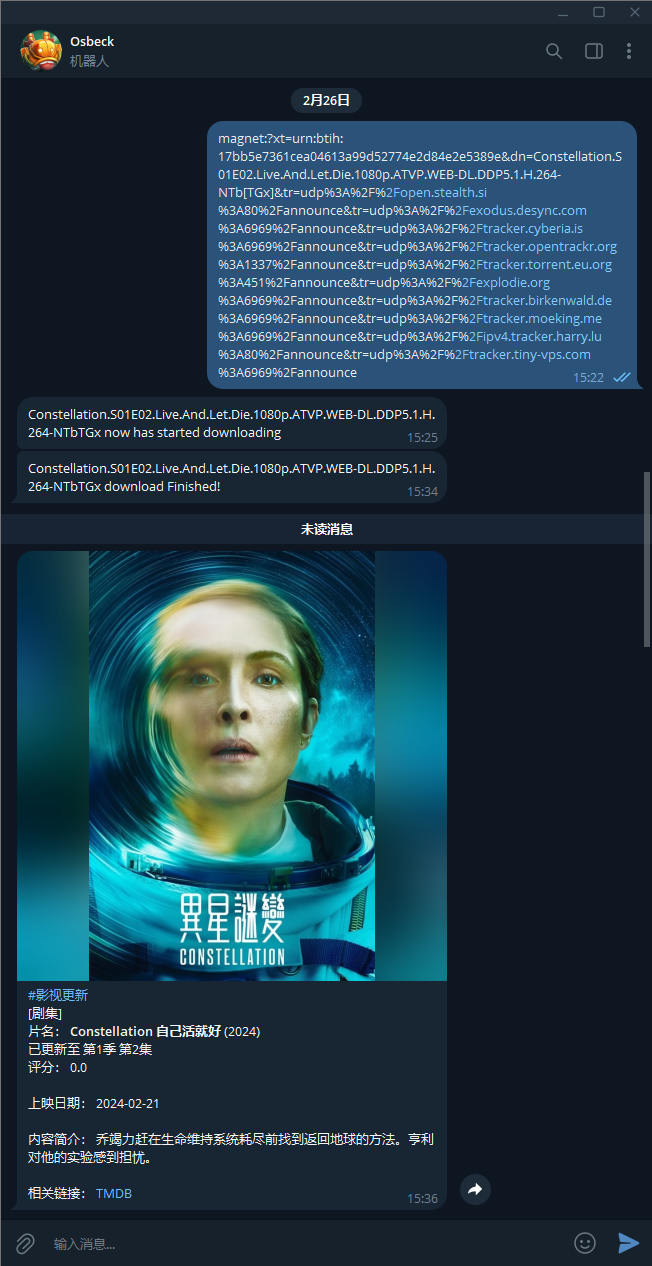 Osbeck
机器人
2月26日
magnet:?xt=urn:btih:
17bb5e7361cea04613a99d52774e2d84e2e5389e&dn=Constellation.S
01E02.Live.And.Let.Die.1080p.ATVP.WEB-DL.DDP5.1.H.264-
NTb[TGx]&tr=udp%3A%2F%2Fopen.stealth.si
%3A80%2Fannounce&tr=udp%3A%2F%2Fexodus.desync.com
%3A6969%2Fannounce&tr=udp%3A%2F%2Ftracker.cyberia.is
%3A6969%2Fannounce&tr=udp%3A%2F%2Ftracker.opentrackr.org
%3A1337%2Fannounce&tr=udp%3A%2F%2Ftracker.torrent.eu.org
%3A451%2Fannounce&tr=udp%3A%2F%2Fexplodie.org
%3A6969%2Fannounce&tr=udp%3A%2F%2Ftracker.birkenwald.de
%3A6969%2Fannounce&tr=udp%3A%2F%2Ftracker.moeking.me
%3A6969%2Fannounce&tr=udp%3A%2F%2Fipv4.tracker.harry.lu
%3A80%2Fannounce&tr=udp%3A%2F%2Ftracker.tiny-vps.com
%3A6969%2Fannounce
15:22
Constellation.S01E02.Live.And.Let.Die.1080p.ATVP.WEB-DL.DDP5.1.H.
264-NTbTGx now has started downloading
15:25
Constellation.S01E02.Live.And.Let.Die.1080p.ATVP.WEB-DL.DDP5.1.H.
264-NTbTGx download Finished!
15:34
未读消息
異星謎變
CONSTELLATION
#影视更新
[剧集]
片名： Constellation 自己活就好 (2024)
已更新至 第1季 第2集
评分： 0.0
上映日期： 2024-02-21
内容简介： 乔竭力赶在生命维持系统耗尽前找到返回地球的方法。亨利
对他的实验感到担忧。
相关链接： TMDB
15:36
输入消息...